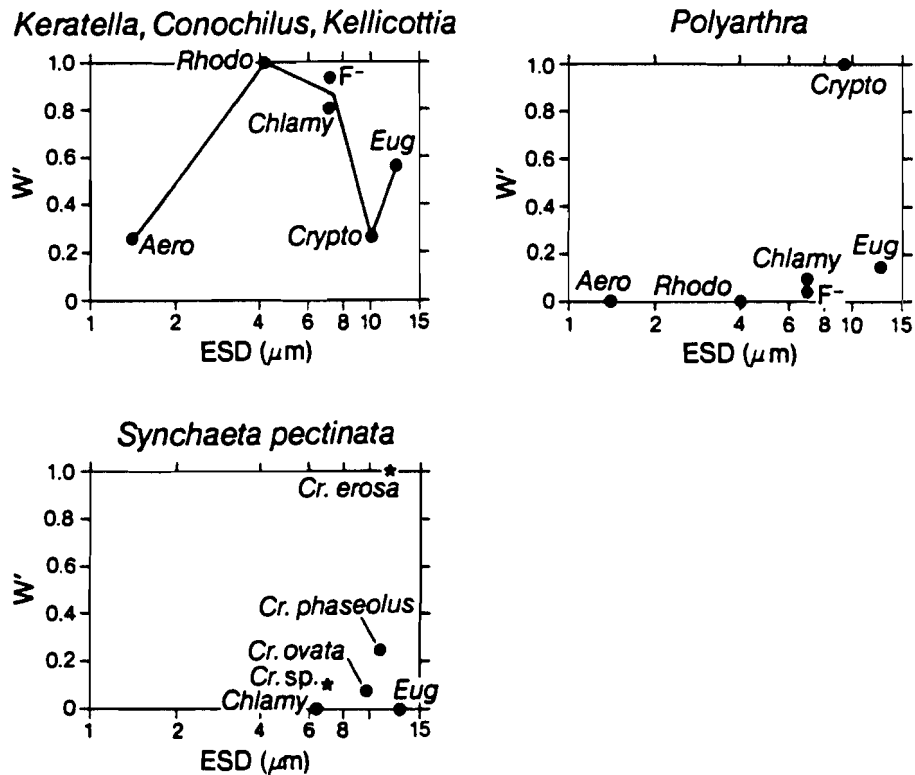 Keratella, Conochilus, Kellicottia
1.0
0.8
0.6
0.4
0.2
0
W'
Rhodo
F-
Chlamy
Eug
Aero
Crypto
1 2 4 6 8 10 15
ESD (μm)
Polyarthra
1.0
0.8
0.6
0.4
0.2
0
W'
Crypto
Aero
Rhodo
Chlamy
F-
Eug
1 2 4 6 8 10 15
ESD (μm)
Synchaeta pectinata
1.0
0.8
0.6
0.4
0.2
0
W'
Cr. erosa
Cr. phaseolus
Cr. ovata
Cr. sp.
Chlamy
Eug
1 2 4 6 8 15
ESD (μm)